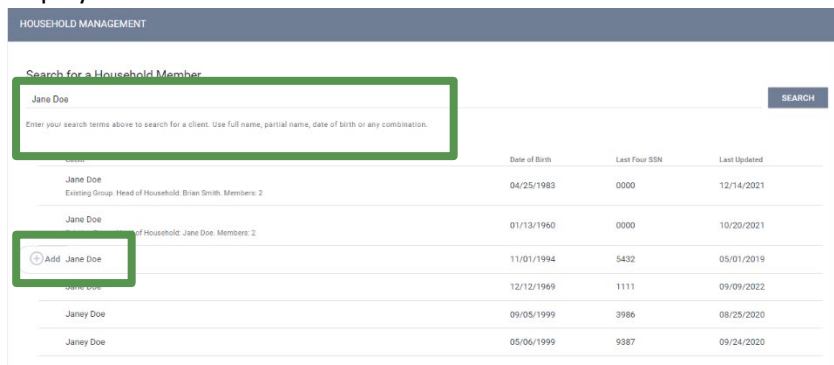 HOUSEHOLD MANAGEMENT
Search for a Household Member
Jane Doe
SEARCH
Enter your search terms above to search for a client. Use full name, partial name, date of birth or any combination.
Date of Birth Last Four SSN Last Updated
Jane Doe 04/25/1983 0000 12/14/2021
Existing Group. Head of Household: Brian Smith. Members: 2
Jane Doe 01/13/1960 0000 10/20/2021
of Household: Jane Doe. Members: 2
Add Jane Doe 11/01/1994 5432 05/01/2019
Jane Doe 12/12/1969 1111 09/09/2022
Janey Doe 09/05/1999 3986 08/25/2020
Janey Doe 05/06/1999 9387 09/24/2020